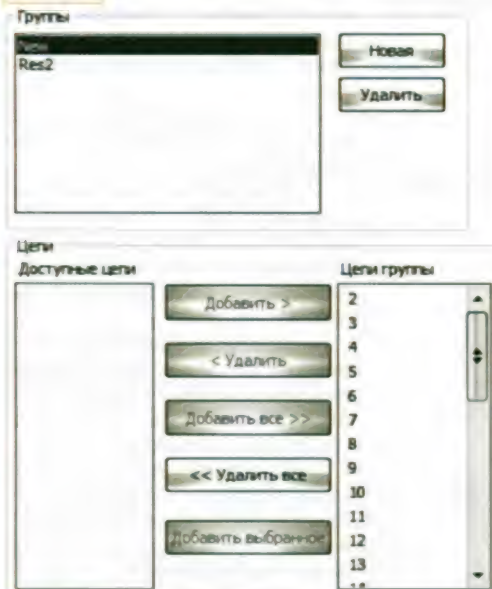 Группы
New
Res2
Новая
Удалить
Цепи
Доступные цепи
Цепи группы
Добавить >
< Удалить
Добавить все >>
<< Удалить все
Добавить выбранное
2
3
4
5
6
7
8
9
10
11
12
13